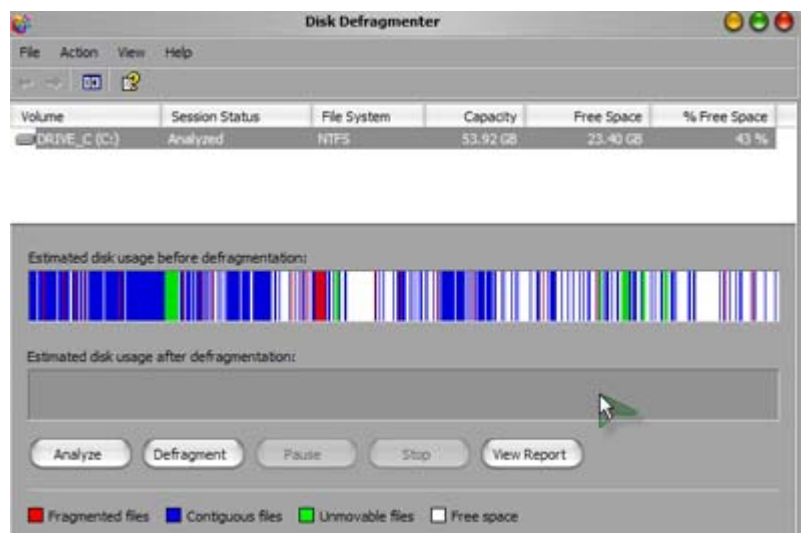 Disk Defragmenter
File Action View Help
Volume Session Status File System Capacity Free Space % Free Space
DRIVE_C (C:) Analyzed NTFS 53.92 GB 23.40 GB 43 %
Estimated disk usage before defragmentation:
Estimated disk usage after defragmentation:
Analyze Defragment Pause Stop View Report
Fragmented files Contiguous files Unmovable files Free space